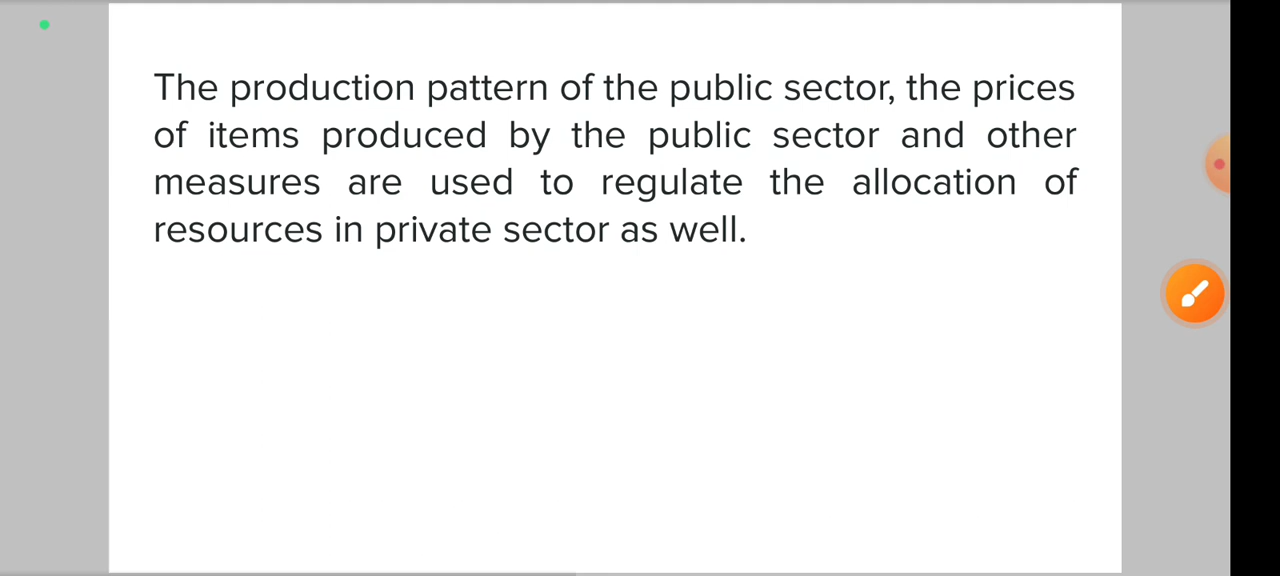 The production pattern of the public sector, the prices
of items produced by the public sector and other
measures are used to regulate the allocation of
resources in private sector as well.